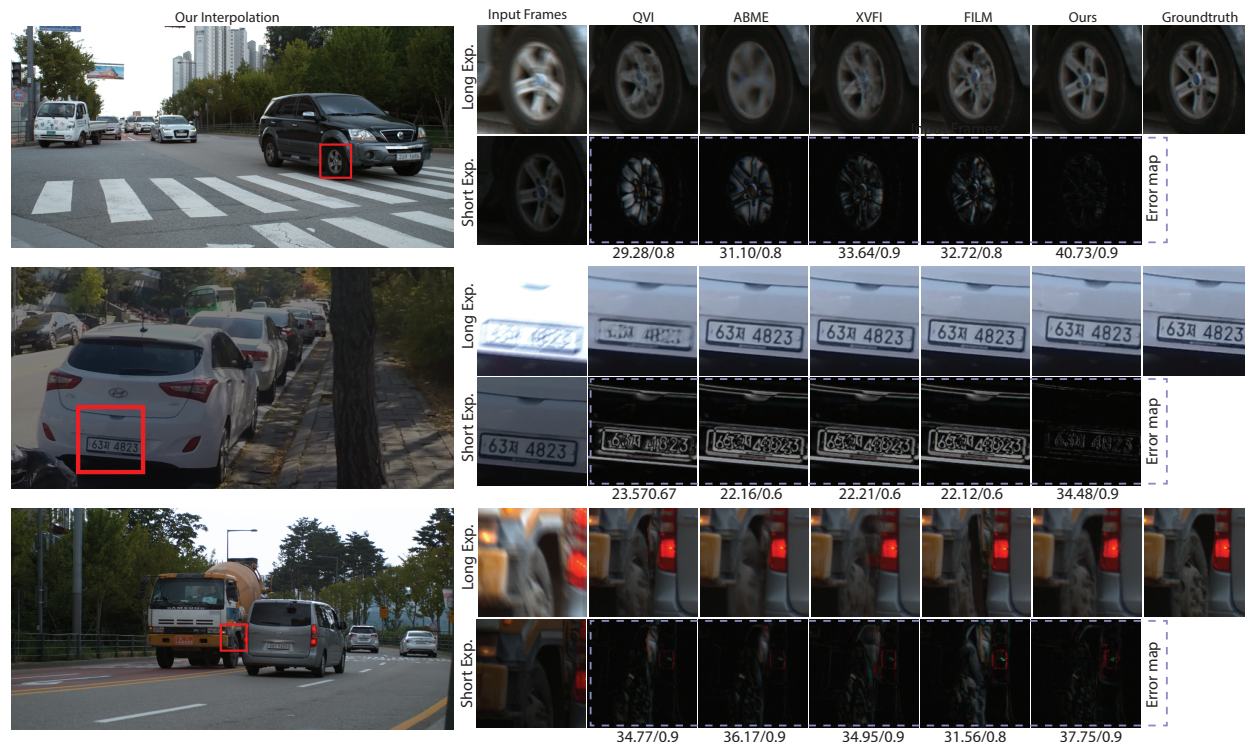 Our Interpolation
Input Frames QVI ABME XVFI FILM Ours Groundtruth
Long Exp.
Short Exp.
Error map
29.28/0.8 31.10/0.8 33.64/0.9 32.72/0.8 40.73/0.9
Long Exp.
63저 4823 63저 4823 63저 4823 63저 4823 63저 4823
Short Exp.
63저 4823
63저 4823
Error map
23.570.67 22.16/0.6 22.21/0.6 22.12/0.6 34.48/0.9
Long Exp.
SAMSUNG
Short Exp.
Error map
34.77/0.9 36.17/0.9 34.95/0.9 31.56/0.8 37.75/0.9